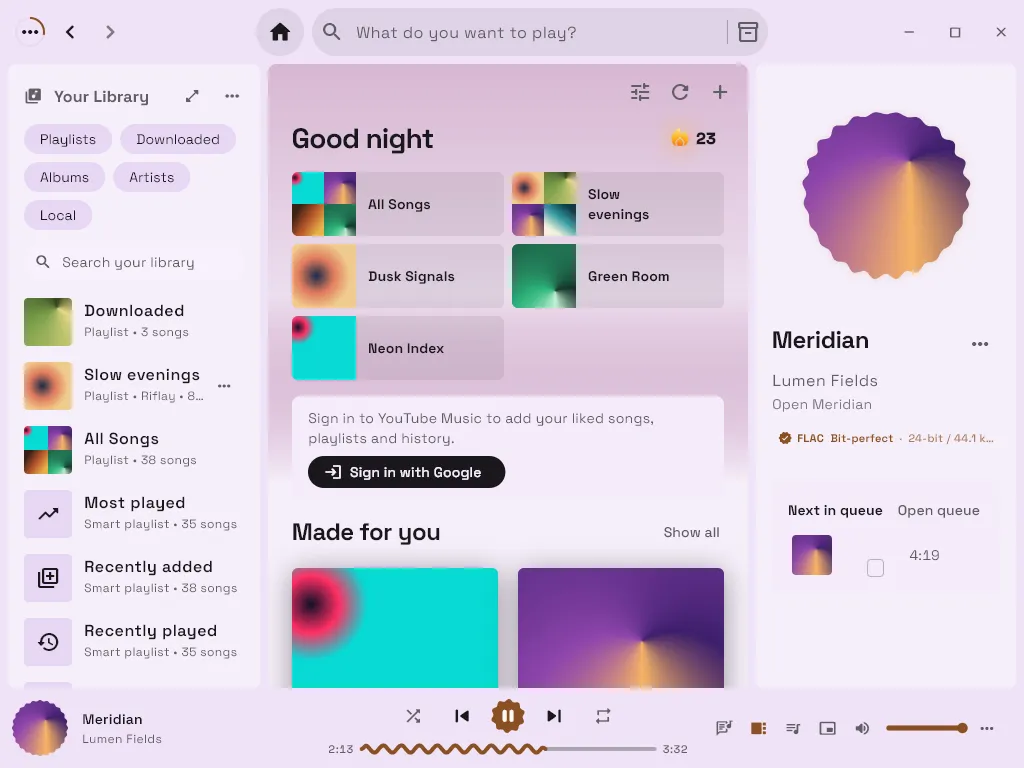 What do you want to play?
Your Library
Playlists
Downloaded
Albums
Artists
Local
Search your library
Downloaded
Playlist • 3 songs
Slow evenings
Playlist • Riflay • 8...
All Songs
Playlist • 38 songs
Most played
Smart playlist • 35 songs
Recently added
Smart playlist • 38 songs
Recently played
Smart playlist • 35 songs
Good night
23
All Songs
Slow
evenings
Dusk Signals
Green Room
Neon Index
Sign in to YouTube Music to add your liked songs,
playlists and history.
Sign in with Google
Made for you
Show all
Meridian
Lumen Fields
Open Meridian
FLAC Bit-perfect · 24-bit / 44.1 k...
Next in queue
Open queue
4:19
Meridian
Lumen Fields
2:13
3:32